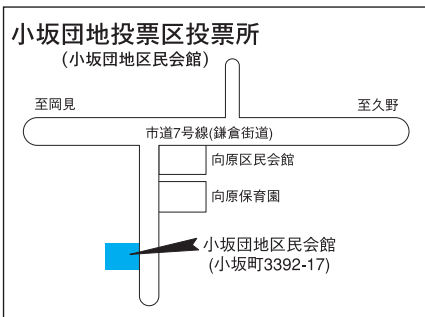 小坂団地投票区投票所
(小坂団地区民会館)
至岡見
至久野
市道7号線(鎌倉街道)
向原区民会館
向原保育園
小坂団地区民会館
(小坂町3392-17)